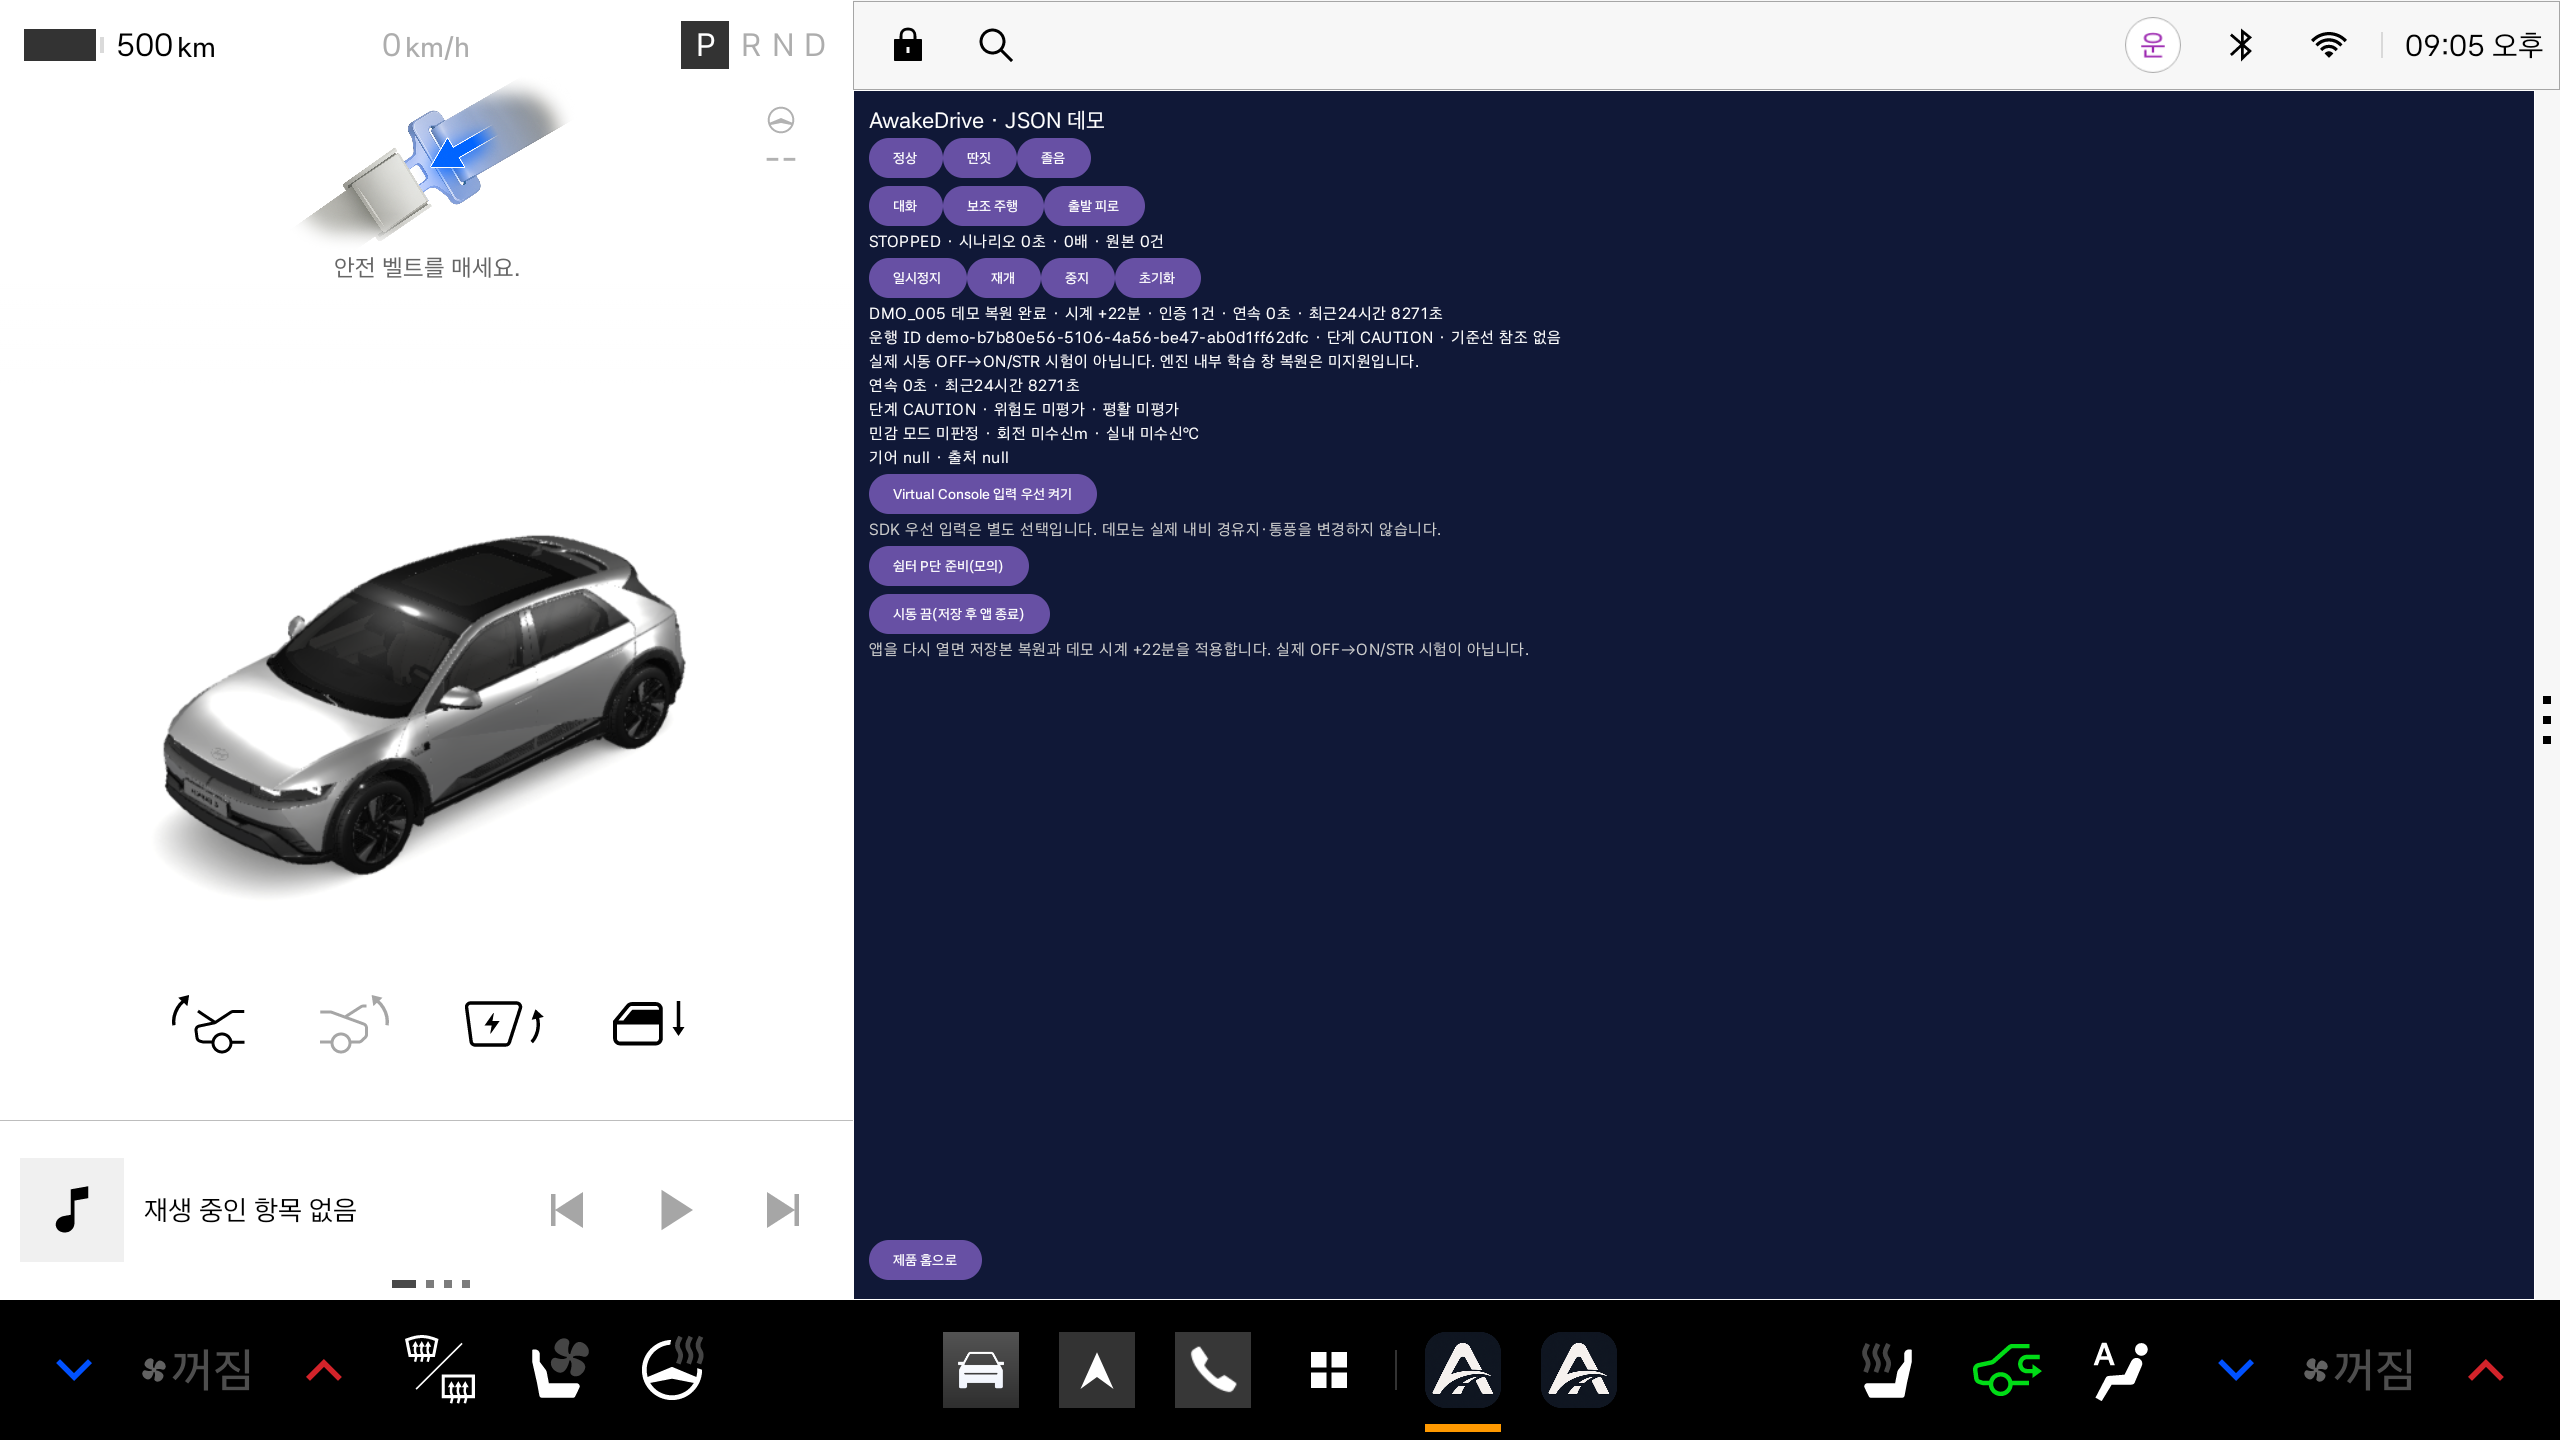 500 km
0 km/h
P R N D
운
09:05 오후
안전 벨트를 매세요.
AwakeDrive · JSON 데모
정상 딴짓 졸음
대화 보조 주행 출발 피로
STOPPED · 시나리오 0초 · 0배 · 원본 0건
일시정지 재개 중지 초기화
DMO_005 데모 복원 완료 · 시계 +22분 · 인증 1건 · 연속 0초 · 최근24시간 8271초
운행 ID demo-b7b80e56-5106-4a56-be47-ab0d1ff62dfc · 단계 CAUTION · 기준선 참조 없음
실제 시동 OFF→ON/STR 시험이 아닙니다. 엔진 내부 학습 창 복원은 미지원입니다.
연속 0초 · 최근24시간 8271초
단계 CAUTION · 위험도 미평가 · 평활 미평가
민감 모드 미판정 · 회전 미수신m · 실내 미수신℃
기어 null · 출처 null
Virtual Console 입력 우선 켜기
SDK 우선 입력은 별도 선택입니다. 데모는 실제 내비 경유지·통풍을 변경하지 않습니다.
쉼터 P단 준비(모의)
시동 끔(저장 후 앱 종료)
앱을 다시 열면 저장본 복원과 데모 시계 +22분을 적용합니다. 실제 OFF→ON/STR 시험이 아닙니다.
제품 홈으로
재생 중인 항목 없음
꺼짐
A
꺼짐